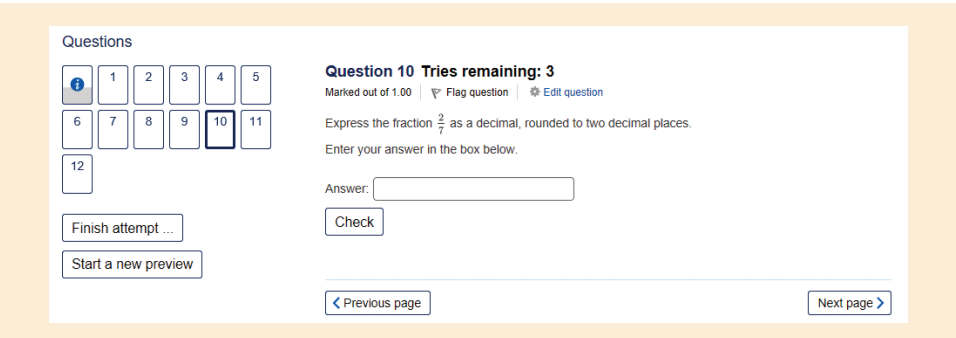 Questions
i 1 2 3 4 5
6 7 8 9 10 11
12
Finish attempt ...
Start a new preview
Question 10 Tries remaining: 3
Marked out of 1.00 Flag question Edit question
Express the fraction 2/7 as a decimal, rounded to two decimal places.
Enter your answer in the box below.
Answer:
Check
Previous page
Next page